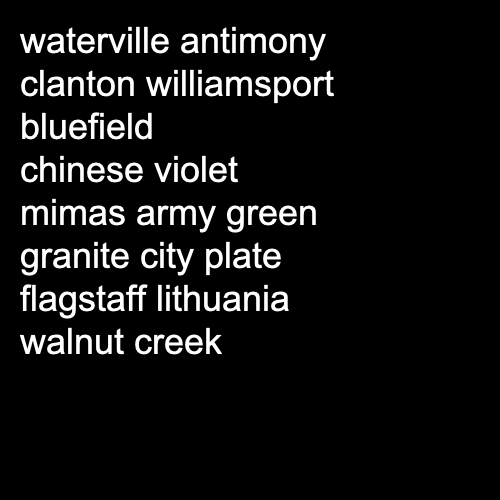 waterville antimony
clanton williamsport
bluefield
chinese violet
mimas army green
granite city plate
flagstaff lithuania
walnut creek